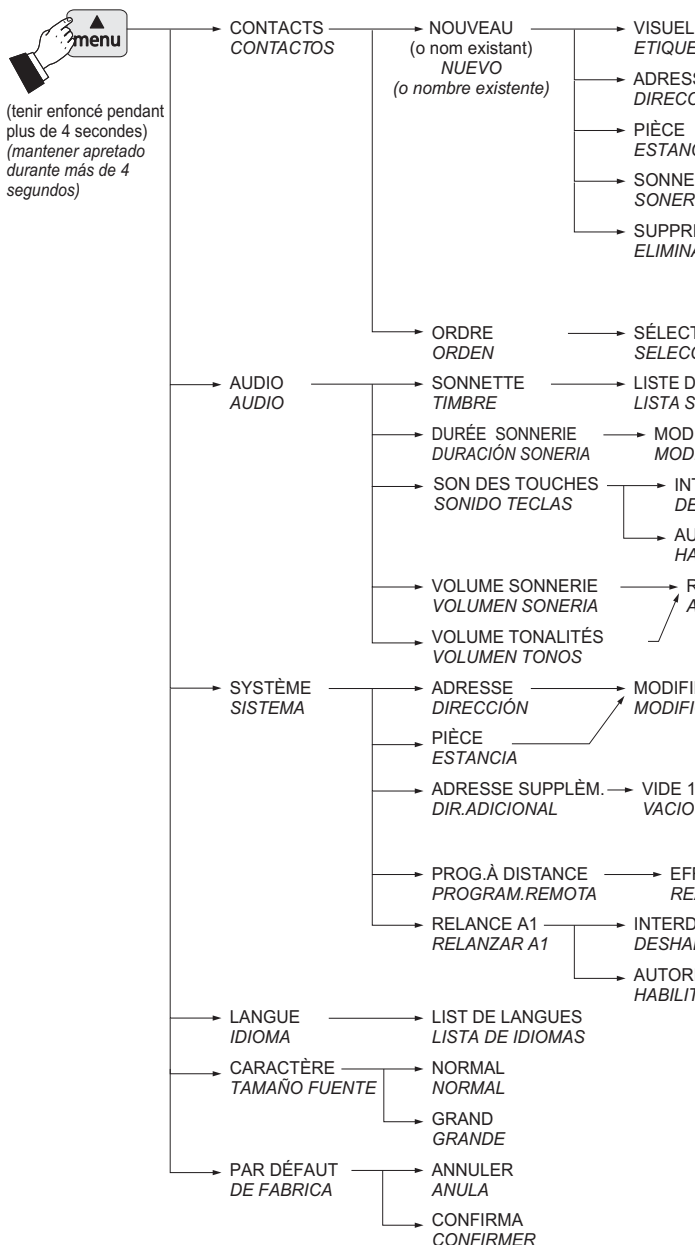 menu
(tenir enfoncé pendant
plus de 4 secondes)
(mantener apretado
durante más de 4
segundos)
CONTACTS
CONTACTOS
NOUVEAU
(o nom existant)
NUEVO
(o nombre existente)
VISUEL
ETIQUE
ADRESS
DIRECC
PIÈCE
ESTANC
SONNE
SONER
SUPPRI
ELIMINA
ORDRE
ORDEN
SÉLECT
SELECC
AUDIO
AUDIO
SONNETTE
TIMBRE
LISTE D
LISTA S
DURÉE SONNERIE
DURACIÓN SONERIA
MOD
MOD
SON DES TOUCHES
SONIDO TECLAS
INT
DE
AU
HA
VOLUME SONNERIE
VOLUMEN SONERIA
R
A
VOLUME TONALITÉS
VOLUMEN TONOS
SYSTÈME
SISTEMA
ADRESSE
DIRECCIÓN
MODIFI
MODIFI
PIÈCE
ESTANCIA
ADRESSE SUPPLÈM.
DIR.ADICIONAL
VIDE 1
VACIO
PROG.À DISTANCE
PROGRAM.REMOTA
EFF
RE
RELANCE A1
RELANZAR A1
INTERD
DESHA
AUTOR
HABILIT
LANGUE
IDIOMA
LIST DE LANGUES
LISTA DE IDIOMAS
CARACTÈRE
TAMAÑO FUENTE
NORMAL
NORMAL
GRAND
GRANDE
PAR DÉFAUT
DE FABRICA
ANNULER
ANULA
CONFIRMA
CONFIRMER